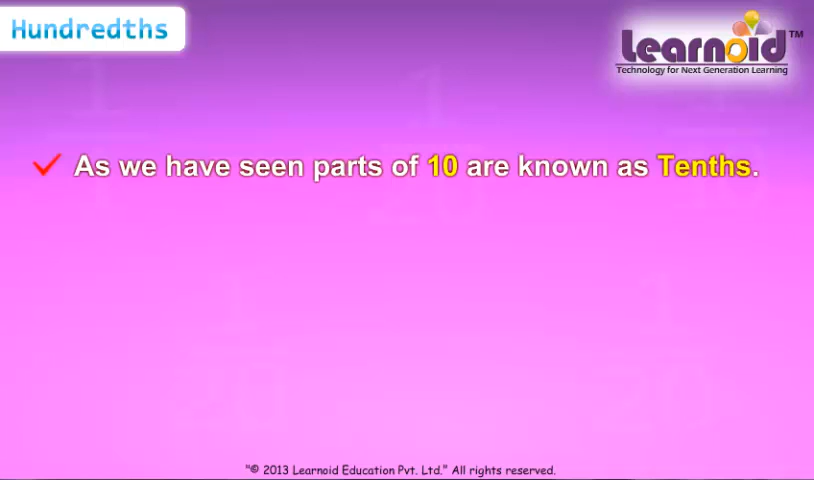 Hundredths
Learnoid™
Technology for Next Generation Learning
As we have seen parts of 10 are known as Tenths.
"© 2013 Learnoid Education Pvt. Ltd." All rights reserved.